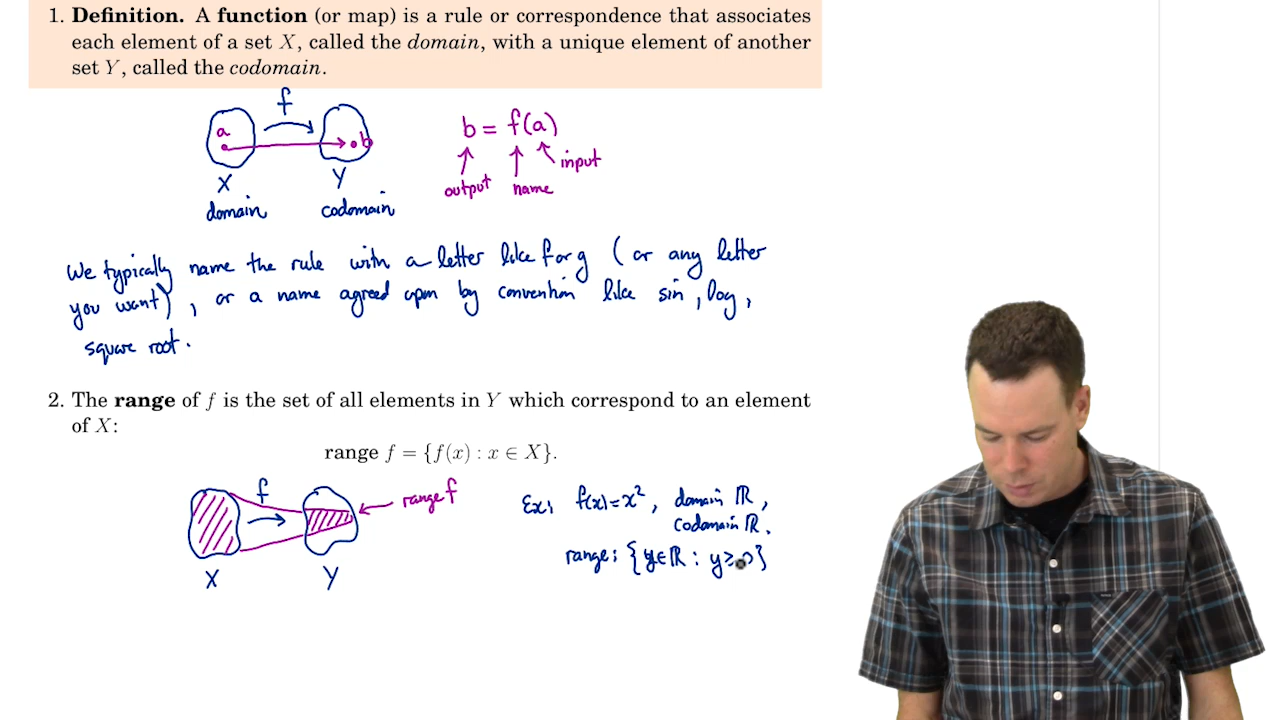 1. Definition. A function (or map) is a rule or correspondence that associates
each element of a set X, called the domain, with a unique element of another
set Y, called the codomain.
f
a
b
X
Y
domain
codomain
b = f(a)
output
name
input
We typically name the rule with a letter like f or g (or any letter
you want), or a name agreed upon by convention like sin, log,
square root.
2. The range of f is the set of all elements in Y which correspond to an element
of X:
range f = {f(x) : x ∈ X}.
f
range f
X
Y
Ex: f(x)=x², domain ℝ,
codomain ℝ.
range: {y∈ℝ : y≥0}